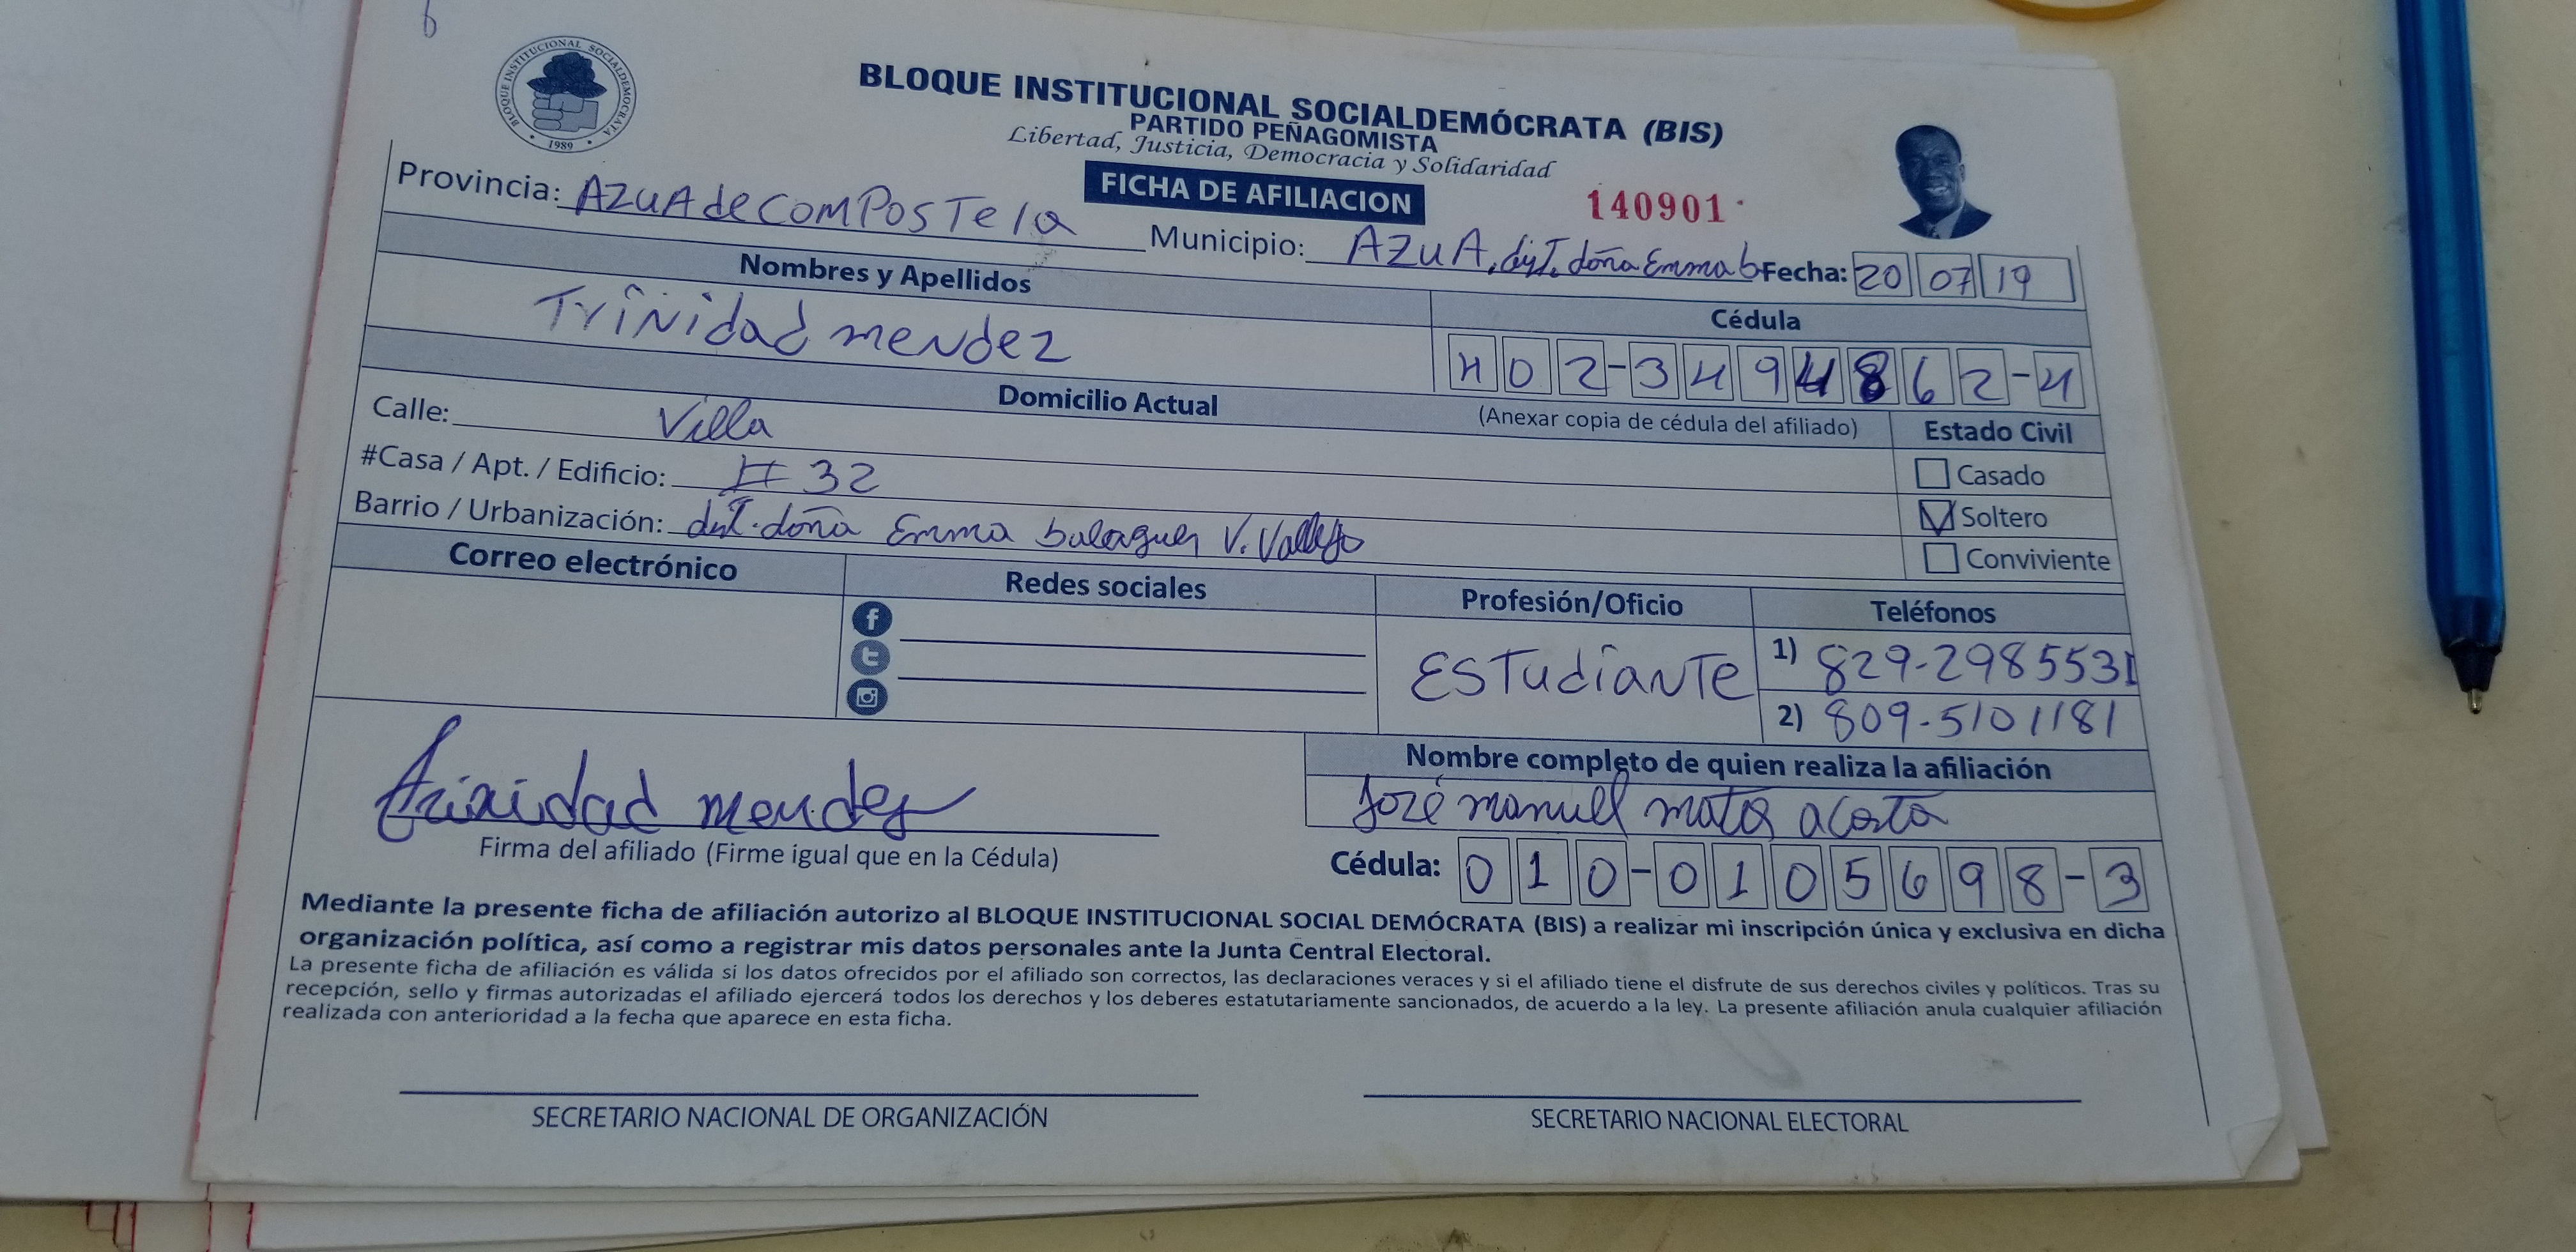 6
BLOQUE INSTITUCIONAL SOCIALDEMOCRATA
1989
BLOQUE INSTITUCIONAL SOCIALDEMÓCRATA (BIS)
PARTIDO PEÑAGOMISTA
Libertad, Justicia, Democracia y Solidaridad
FICHA DE AFILIACION
140901
Provincia: AZUA de COMPOSTela Municipio: AZUA, dist. doña Emma b Fecha: 20 07 19
Nombres y Apellidos
Cédula
Trinidad mendez
402-3494862-4
Domicilio Actual
(Anexar copia de cédula del afiliado)
Estado Civil
Calle: Villa
Casado
#Casa / Apt. / Edificio: #32
Soltero
Barrio / Urbanización: dist. doña Emma balaguer V. Vallejo
Conviviente
Correo electrónico
Redes sociales
Profesión/Oficio
Teléfonos
ESTudiANTe
1) 829-2985531
2) 809-5101181
Nombre completo de quien realiza la afiliación
José manuel mota acosta
Trinidad mendez
Firma del afiliado (Firme igual que en la Cédula)
Cédula: 010-0105698-3
Mediante la presente ficha de afiliación autorizo al BLOQUE INSTITUCIONAL SOCIAL DEMÓCRATA (BIS) a realizar mi inscripción única y exclusiva en dicha
organización política, así como a registrar mis datos personales ante la Junta Central Electoral.
La presente ficha de afiliación es válida si los datos ofrecidos por el afiliado son correctos, las declaraciones veraces y si el afiliado tiene el disfrute de sus derechos civiles y políticos. Tras su
recepción, sello y firmas autorizadas el afiliado ejercerá todos los derechos y los deberes estatutariamente sancionados, de acuerdo a la ley. La presente afiliación anula cualquier afiliación
realizada con anterioridad a la fecha que aparece en esta ficha.
SECRETARIO NACIONAL DE ORGANIZACIÓN
SECRETARIO NACIONAL ELECTORAL